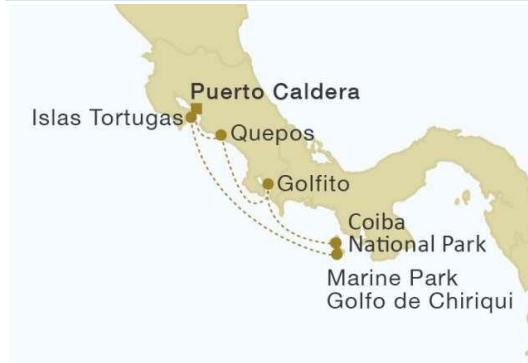 Puerto Caldera
Islas Tortugas
Quepos
Golfito
Coiba
National Park
Marine Park
Golfo de Chiriqui